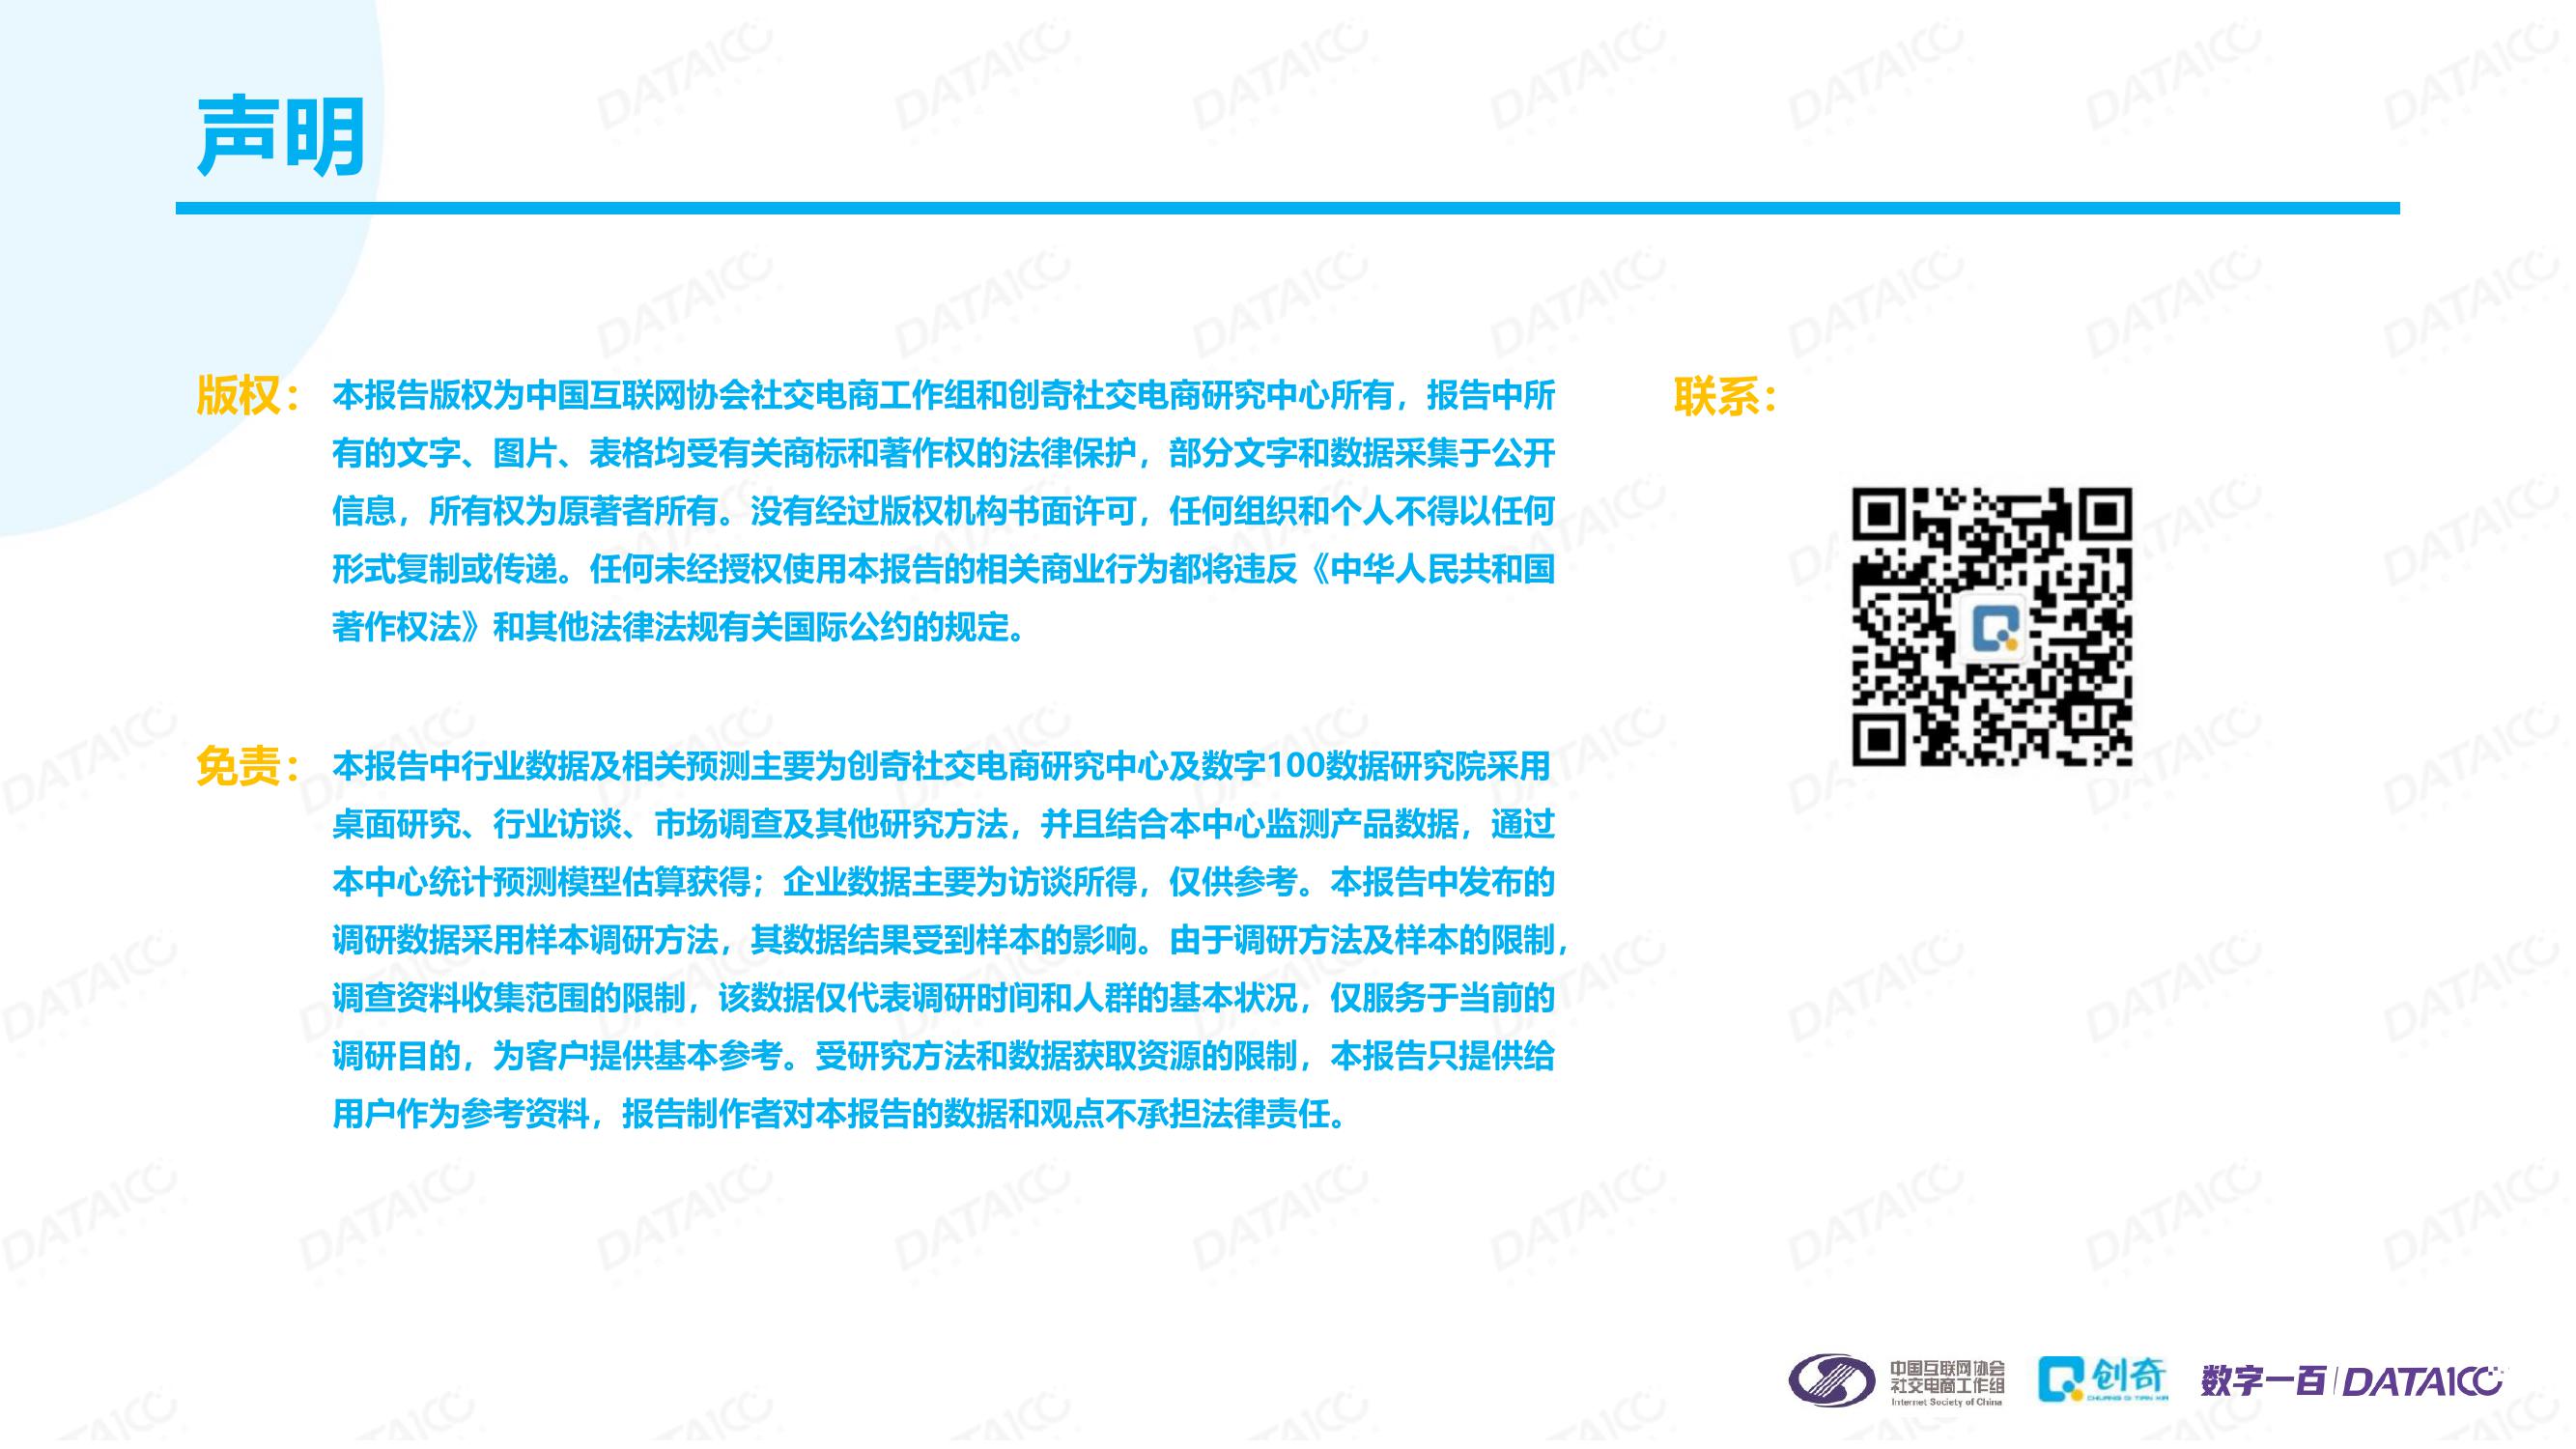 声明
版权：
本报告版权为中国互联网协会社交电商工作组和创奇社交电商研究中心所有，报告中所
有的文字、图片、表格均受有关商标和著作权的法律保护，部分文字和数据采集于公开
信息，所有权为原著者所有。没有经过版权机构书面许可，任何组织和个人不得以任何
形式复制或传递。任何未经授权使用本报告的相关商业行为都将违反《中华人民共和国
著作权法》和其他法律法规有关国际公约的规定。
免责：
本报告中行业数据及相关预测主要为创奇社交电商研究中心及数字100数据研究院采用
桌面研究、行业访谈、市场调查及其他研究方法，并且结合本中心监测产品数据，通过
本中心统计预测模型估算获得；企业数据主要为访谈所得，仅供参考。本报告中发布的
调研数据采用样本调研方法，其数据结果受到样本的影响。由于调研方法及样本的限制，
调查资料收集范围的限制，该数据仅代表调研时间和人群的基本状况，仅服务于当前的
调研目的，为客户提供基本参考。受研究方法和数据获取资源的限制，本报告只提供给
用户作为参考资料，报告制作者对本报告的数据和观点不承担法律责任。
联系：
中国互联网协会
社交电商工作组
Internet Society of China
创奇
CHUANG QI TIAN XIA
数字一百 DATA100